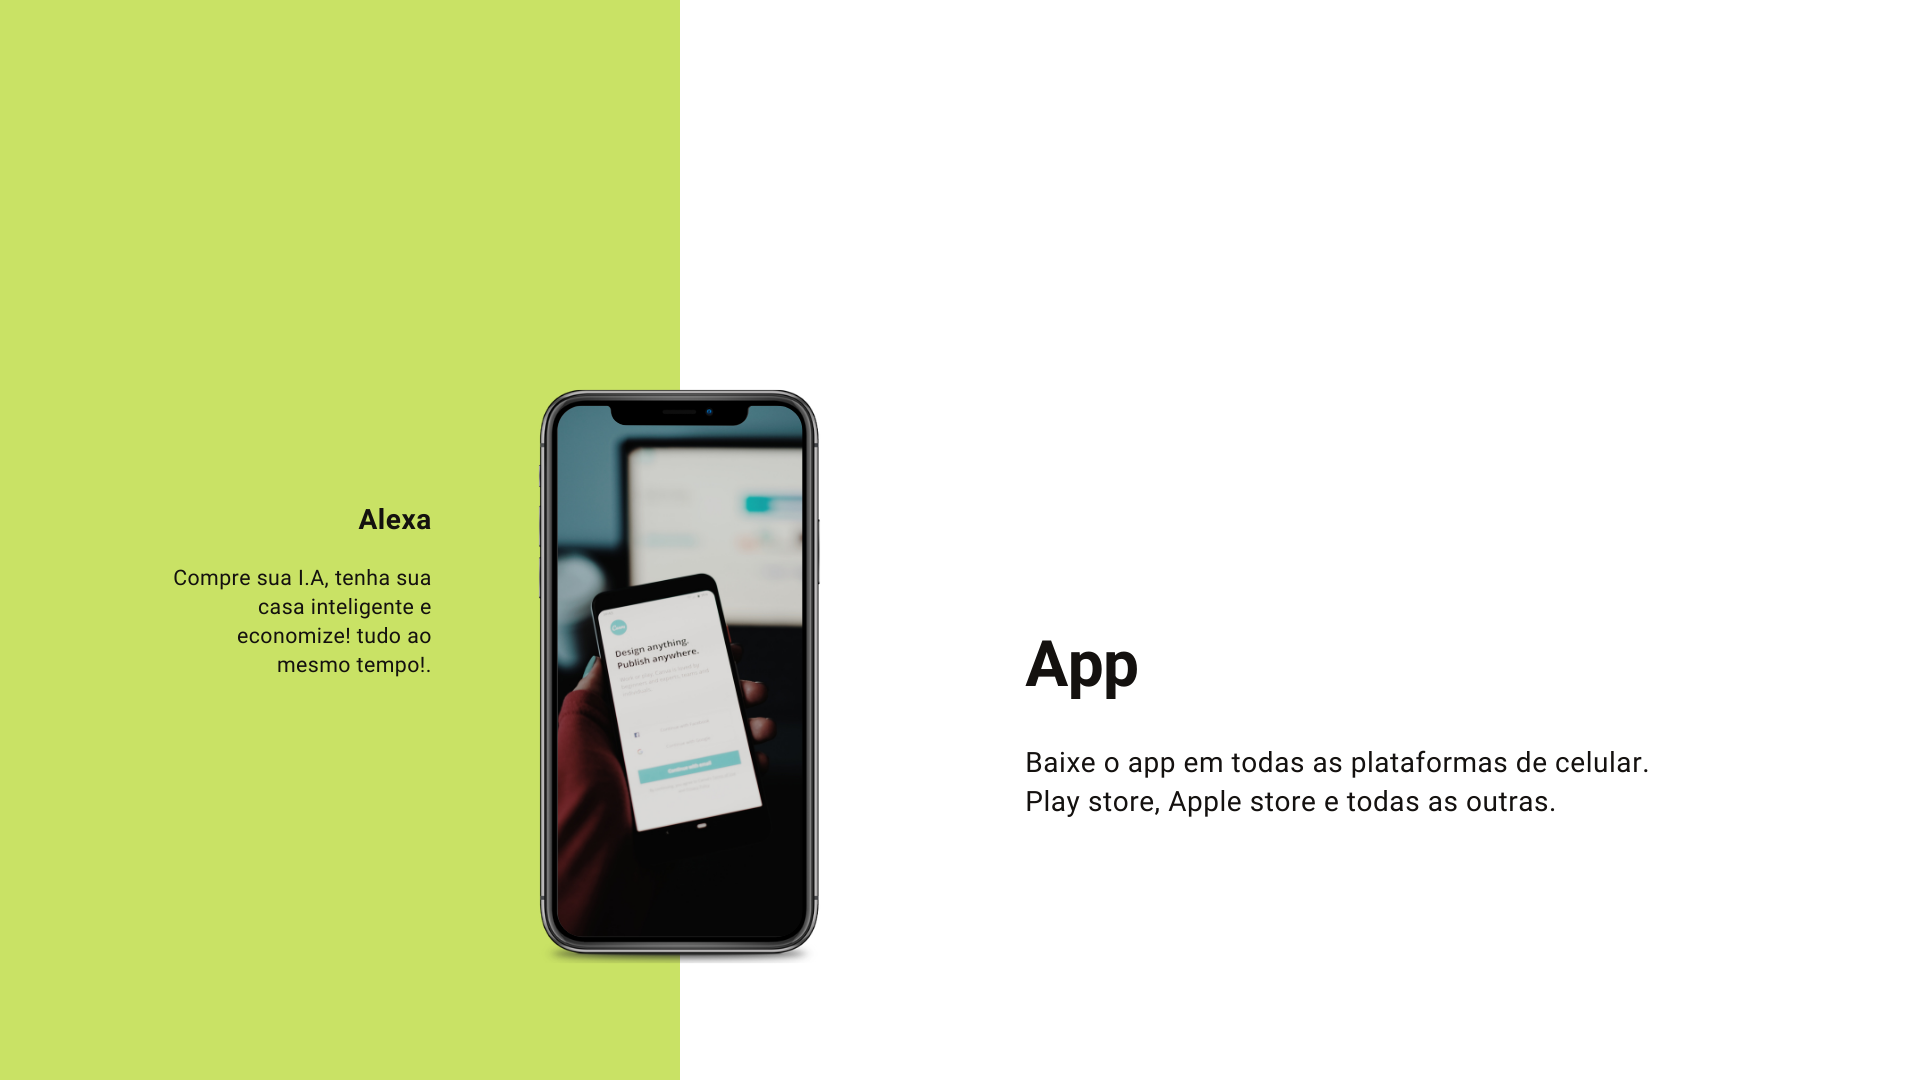 Alexa
Compre sua I.A, tenha sua
casa inteligente e
economize! tudo ao
mesmo tempo!.
Design anything.
Publish anywhere.
App
Baixe o app em todas as plataformas de celular.
Play store, Apple store e todas as outras.